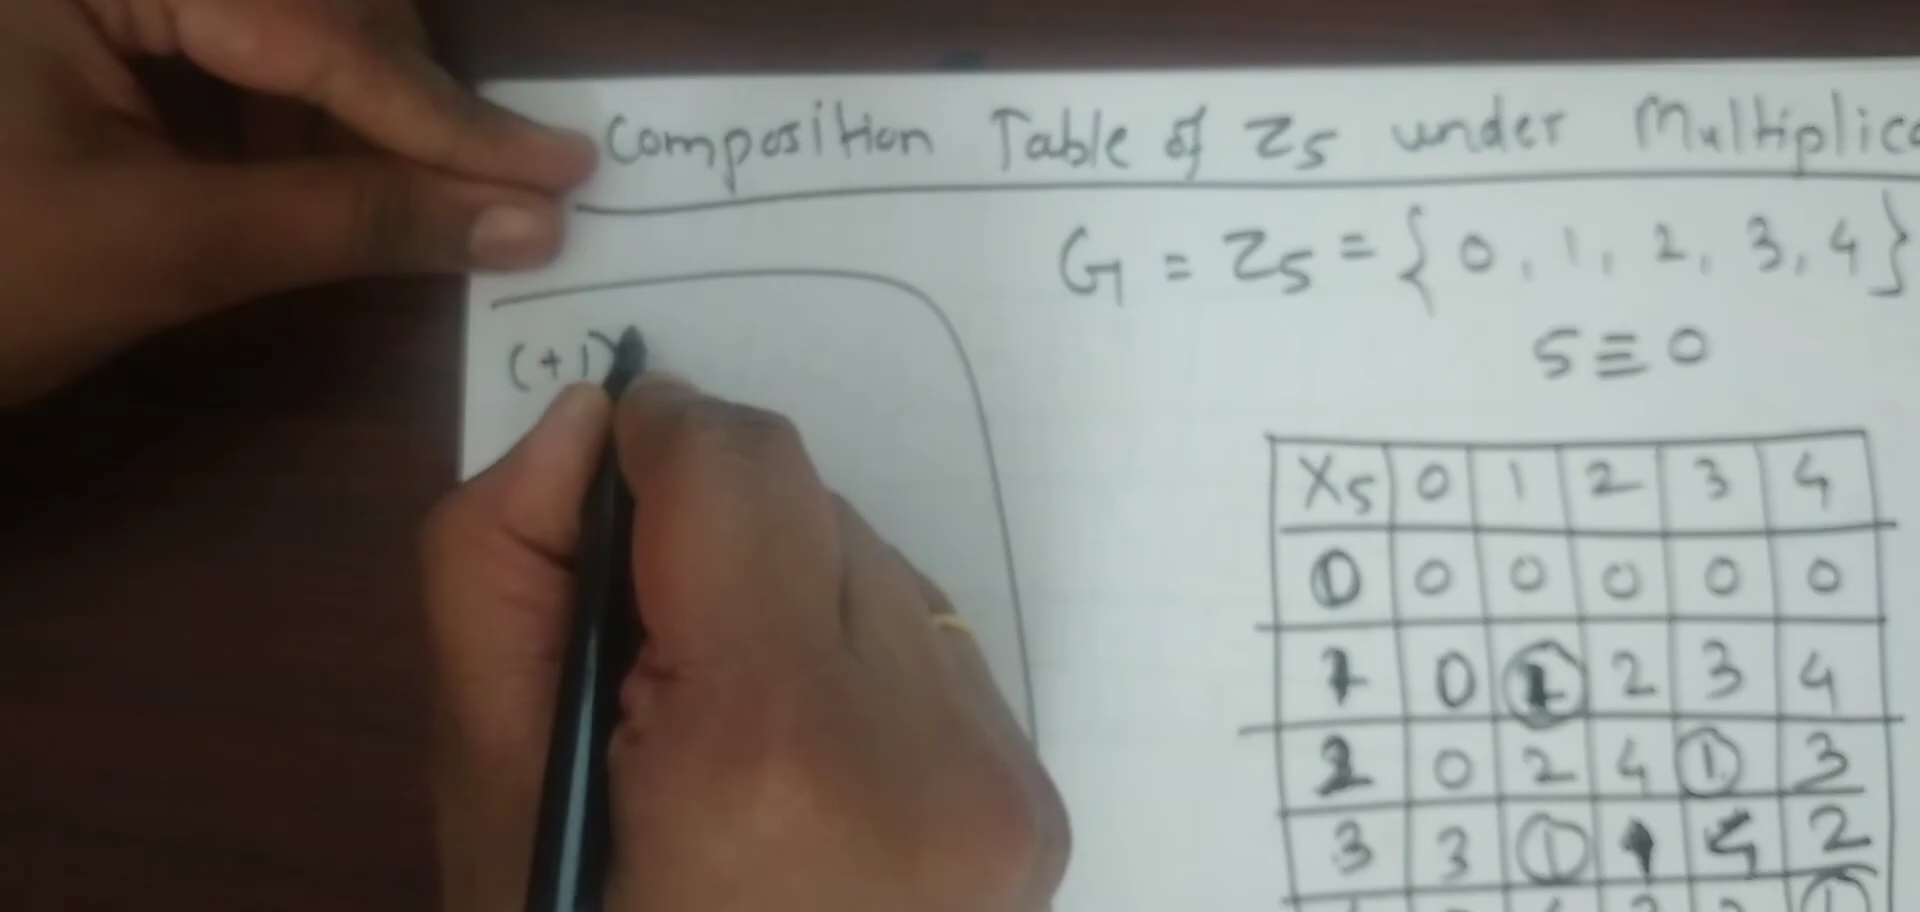 Composition Table of Z5 under Multiplica
G = Z5 = { 0, 1, 2, 3, 4 }
(+1)
5 ≡ 0
X5 0 1 2 3 4
0 0 0 0 0 0
1 0 1 2 3 4
2 0 2 4 1 3
3 3 1 4 2